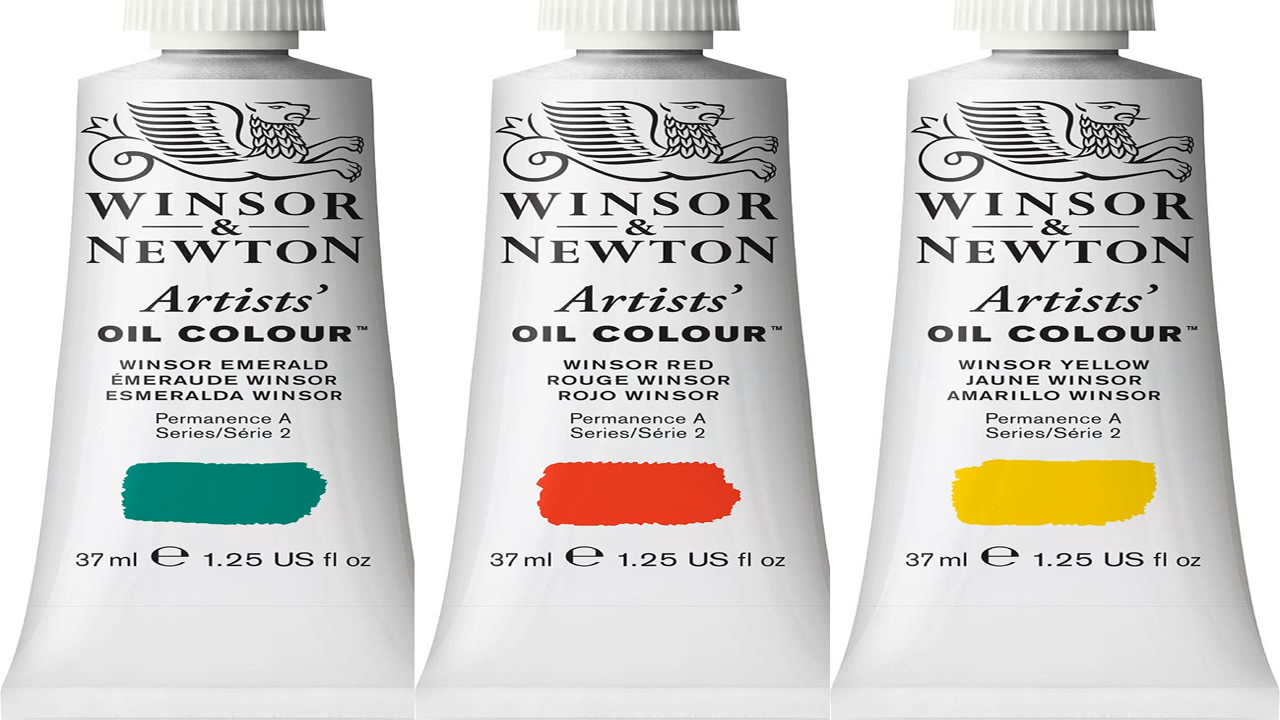 WINSOR
&
NEWTON
Artists’
OIL COLOUR™
WINSOR EMERALD
ÉMERAUDE WINSOR
ESMERALDA WINSOR
Permanence A
Series/Série 2
37 ml ℮ 1.25 US fl oz
WINSOR
&
NEWTON
Artists’
OIL COLOUR™
WINSOR RED
ROUGE WINSOR
ROJO WINSOR
Permanence A
Series/Série 2
37 ml ℮ 1.25 US fl oz
WINSOR
&
NEWTON
Artists’
OIL COLOUR™
WINSOR YELLOW
JAUNE WINSOR
AMARILLO WINSOR
Permanence A
Series/Série 2
37 ml ℮ 1.25 US fl oz